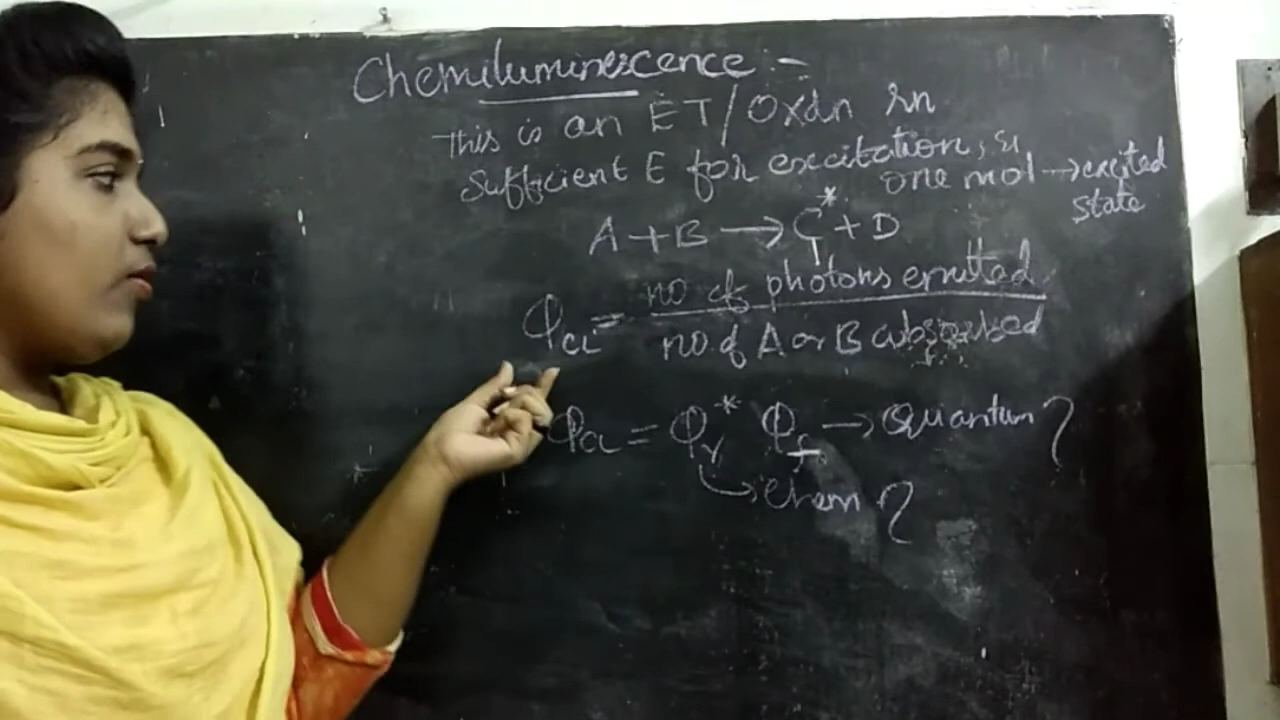 Chemiluminescence :-
This is an ET/Oxdn rn
sufficient E for excitation,
one mol → excited
state
A + B → C* + D
no of photons emitted
Φcl =
no of A or B absorbed
Φcl = Φr* Φf → Quantum η
→ chem η